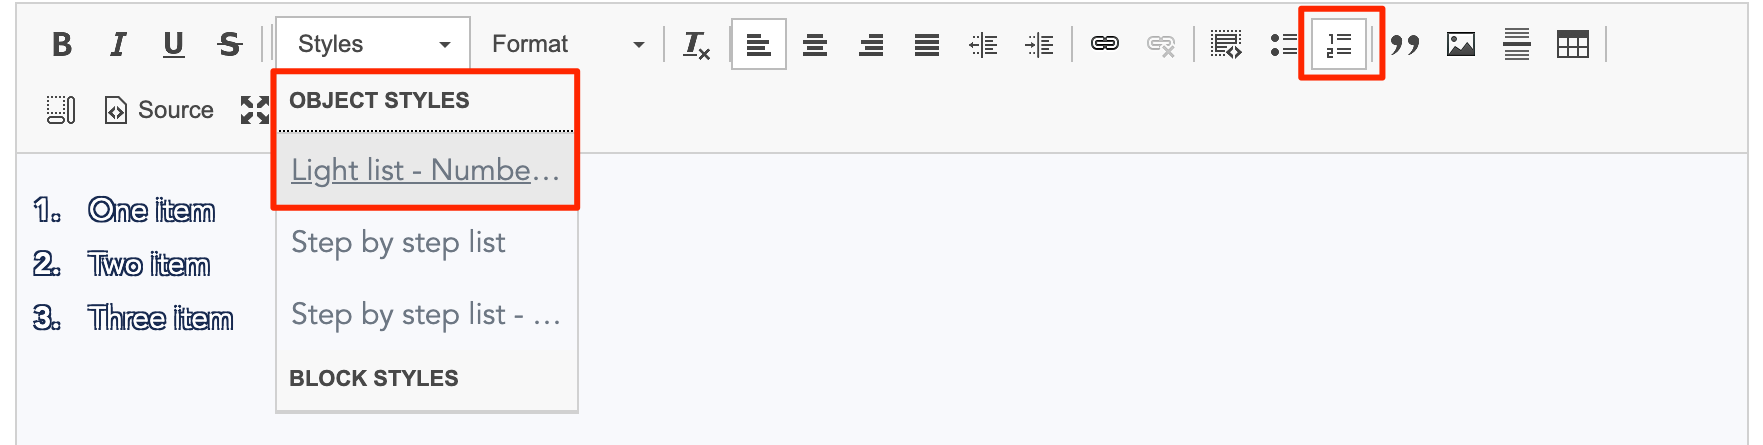 B I U S Styles Format
Source
OBJECT STYLES
Light list - Numbe...
Step by step list
Step by step list - ...
BLOCK STYLES
1. One item
2. Two item
3. Three item